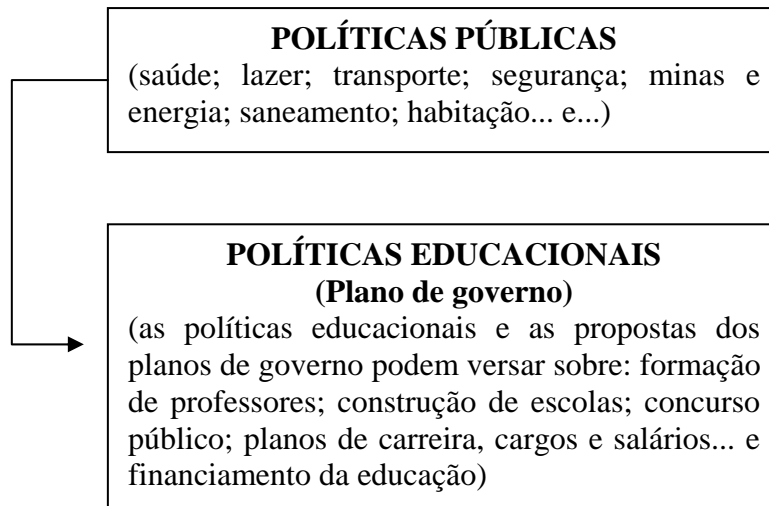 POLÍTICAS PÚBLICAS
(saúde; lazer; transporte; segurança; minas e
energia; saneamento; habitação... e...)
POLÍTICAS EDUCACIONAIS
(Plano de governo)
(as políticas educacionais e as propostas dos
planos de governo podem versar sobre: formação
de professores; construção de escolas; concurso
público; planos de carreira, cargos e salários... e
financiamento da educação)